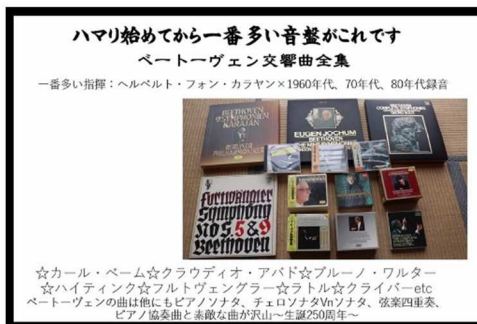 ハマり始めてから一番多い音盤がこれです
ベートーヴェン交響曲全集
一番多い指揮：ヘルベルト・フォン・カラヤン×1960年代、70年代、80年代録音
BEETHOVEN
9 SYMPHONIEN
KARAJAN
BERLINER
PHILHARMONIKER
EUGEN JOCHUM
BEETHOVEN
Furtwängler
Symphony
Nos.5&9
Beethoven
☆カール・ベーム☆クラウディオ・アバド☆ブルーノ・ワルター
☆ハイティンク☆フルトヴェングラー☆ラトル☆クライバーetc
ベートーヴェンの曲は他にもピアノソナタ、チェロソナタVnソナタ、弦楽四重奏、
ピアノ協奏曲と素敵な曲が沢山～生誕250周年～